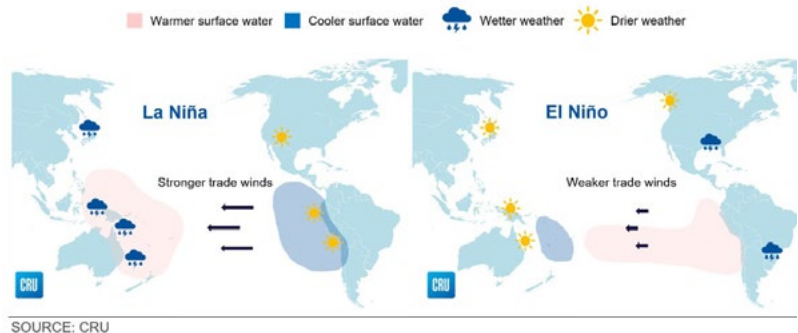 Warmer surface water Cooler surface water Wetter weather Drier weather
La Niña
Stronger trade winds
CRU
El Niño
Weaker trade winds
CRU
SOURCE: CRU